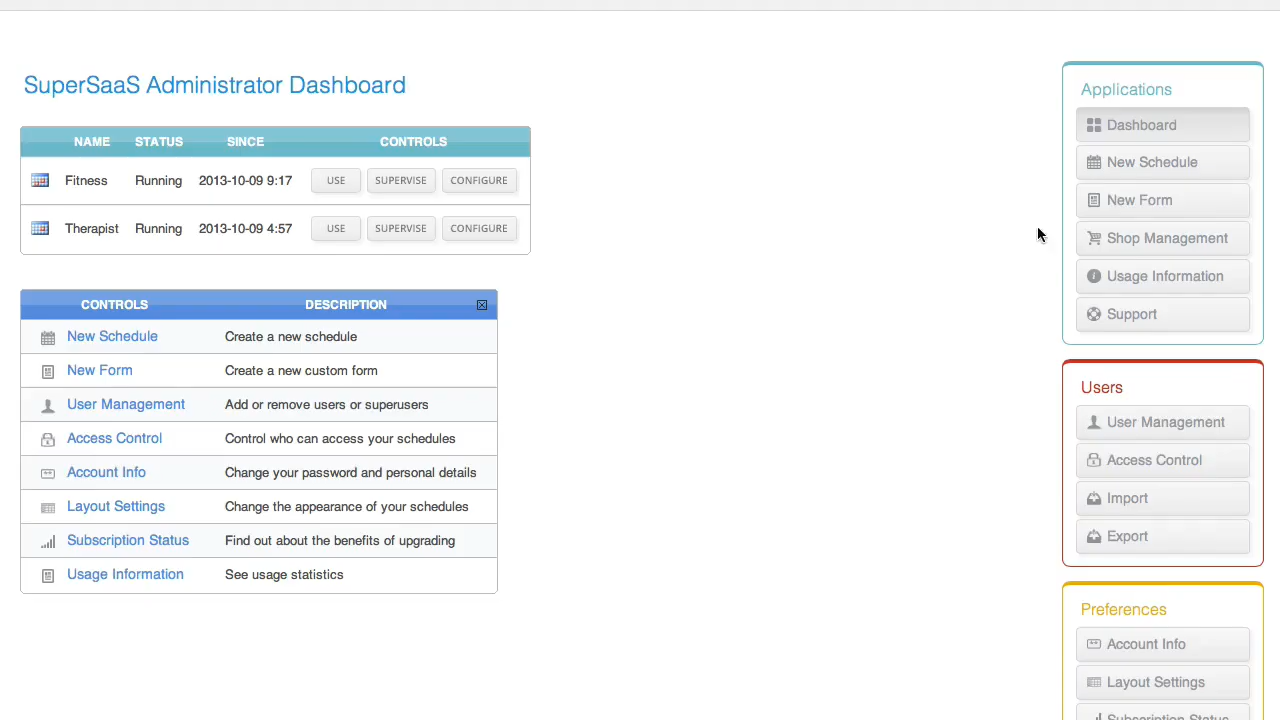 SuperSaaS Administrator Dashboard
NAME STATUS SINCE CONTROLS
Fitness Running 2013-10-09 9:17 USE SUPERVISE CONFIGURE
Therapist Running 2013-10-09 4:57 USE SUPERVISE CONFIGURE
CONTROLS DESCRIPTION
New Schedule Create a new schedule
New Form Create a new custom form
User Management Add or remove users or superusers
Access Control Control who can access your schedules
Account Info Change your password and personal details
Layout Settings Change the appearance of your schedules
Subscription Status Find out about the benefits of upgrading
Usage Information See usage statistics
Applications
Dashboard
New Schedule
New Form
Shop Management
Usage Information
Support
Users
User Management
Access Control
Import
Export
Preferences
Account Info
Layout Settings
Subscription Status